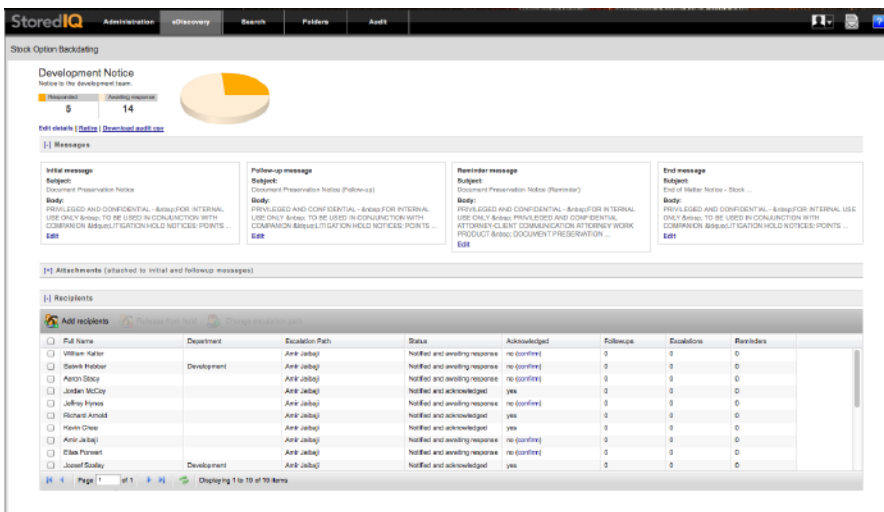 StoredIQ Administration eDiscovery Search Folders Audit
Stock Option Backdating
Development Notice
Notice to the development team.
Responded Awaiting response
5 14
Edit details | Retire | Download audit csv
[-] Messages
Initial message
Subject:
Document Preservation Notice
Body:
PRIVILEGED AND CONFIDENTIAL - &nbsp;FOR INTERNAL
USE ONLY &nbsp; TO BE USED IN CONJUNCTION WITH
COMPANION &ldquo;LITIGATION HOLD NOTICES: POINTS ...
Edit
Follow-up message
Subject:
Document Preservation Notice (Follow-up)
Body:
PRIVILEGED AND CONFIDENTIAL - &nbsp;FOR INTERNAL
USE ONLY &nbsp; TO BE USED IN CONJUNCTION WITH
COMPANION &ldquo;LITIGATION HOLD NOTICES: POINTS ...
Edit
Reminder message
Subject:
Document Preservation Notice (Reminder)
Body:
PRIVILEGED AND CONFIDENTIAL - &nbsp;FOR INTERNAL
USE ONLY &nbsp; PRIVILEGED AND CONFIDENTIAL
ATTORNEY-CLIENT COMMUNICATION ATTORNEY WORK
PRODUCT &nbsp; DOCUMENT PRESERVATION ...
Edit
End message
Subject:
End of Matter Notice - Stock ...
Body:
PRIVILEGED AND CONFIDENTIAL - &nbsp;FOR INTERNAL USE
ONLY &nbsp; TO BE USED IN CONJUNCTION WITH
COMPANION &ldquo;LITIGATION HOLD NOTICES: POINTS ...
Edit
[+] Attachments (attached to initial and followup messages)
[-] Recipients
Add recipients Release from hold Change escalation path
Full Name Department Escalation Path Status Acknowledged Followups Escalations Reminders
William Kalter Amir Jaibaji Notified and awaiting response no (confirm) 0 0 0
Satwik Hebbar Development Amir Jaibaji Notified and awaiting response no (confirm) 0 0 0
Aaron Stacy Amir Jaibaji Notified and awaiting response no (confirm) 0 0 0
Jordan McCoy Amir Jaibaji Notified and acknowledged yes 0 0 0
Jeffrey Hynes Amir Jaibaji Notified and awaiting response no (confirm) 0 0 0
Richard Arnold Amir Jaibaji Notified and acknowledged yes 0 0 0
Kevin Ghee Amir Jaibaji Notified and acknowledged yes 0 0 0
Amir Jaibaji Amir Jaibaji Notified and awaiting response no (confirm) 0 0 0
Elias Ponvert Amir Jaibaji Notified and awaiting response no (confirm) 0 0 0
Development Amir Jaibaji Notified and acknowledged yes 0 0 0
Page 1 of 1 Displaying 1 to 19 of 19 items